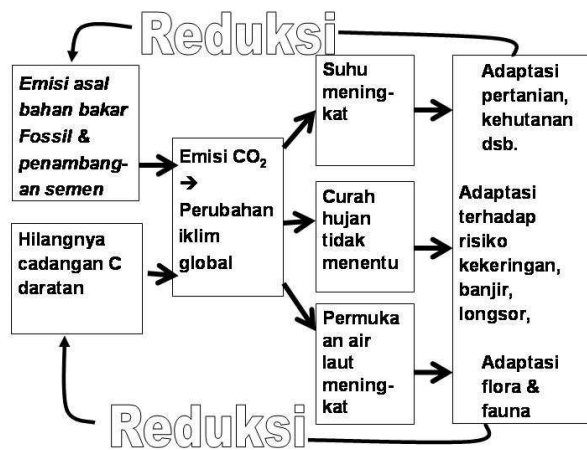 Reduksi
Emisi asal
bahan bakar
Fossil &
penambang-
an semen
Hilangnya
cadangan C
daratan
Emisi CO₂
➔
Perubahan
iklim
global
Suhu
mening-
kat
Curah
hujan
tidak
menentu
Permuka
an air
laut
mening-
kat
Adaptasi
pertanian,
kehutanan
dsb.
Adaptasi
terhadap
risiko
kekeringan,
banjir,
longsor,
Adaptasi
flora &
fauna
Reduksi